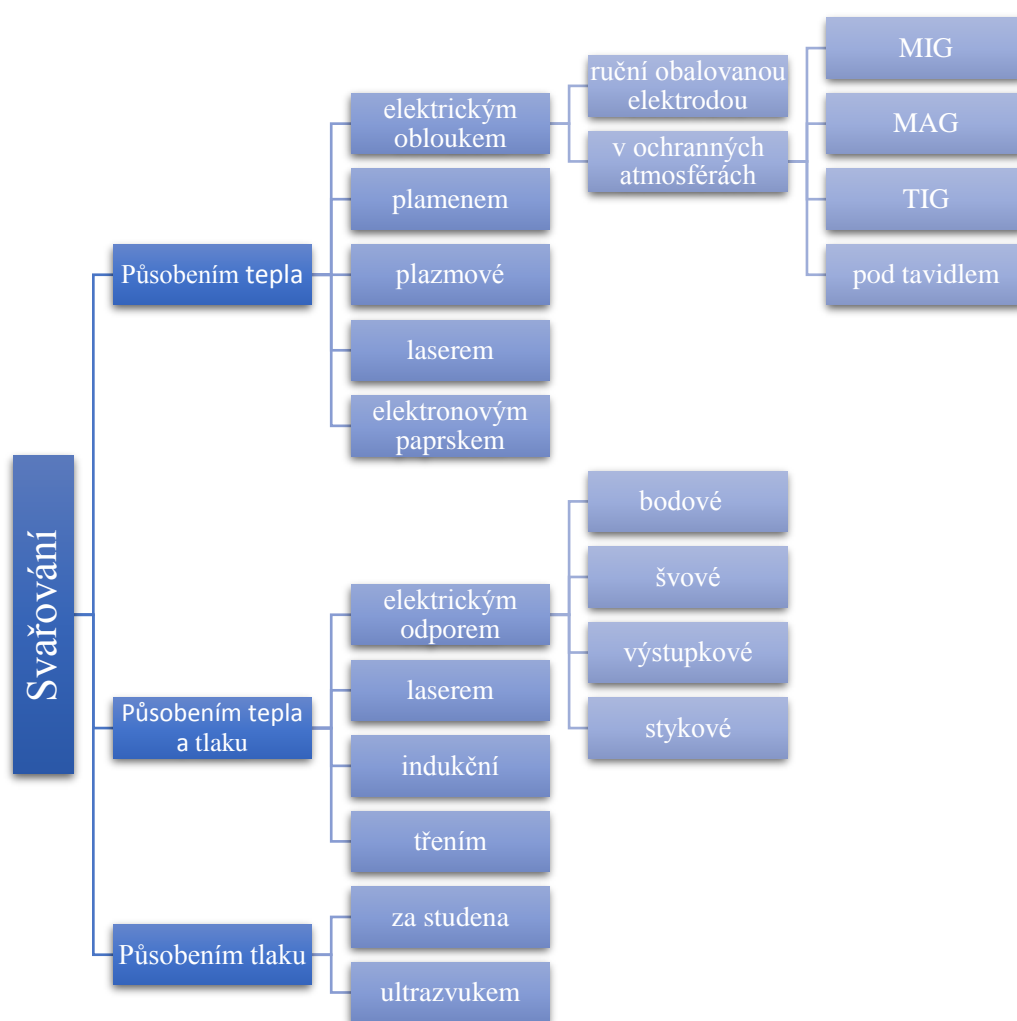 Svařování
Působením tepla
elektrickým
obloukem
ruční obalovanou
elektrodou
v ochranných
atmosférách
MIG
MAG
TIG
pod tavidlem
plamenem
plazmové
laserem
elektronovým
paprskem
Působením tepla
a tlaku
elektrickým
odporem
bodové
švové
výstupkové
stykové
laserem
indukční
třením
Působením tlaku
za studena
ultrazvukem